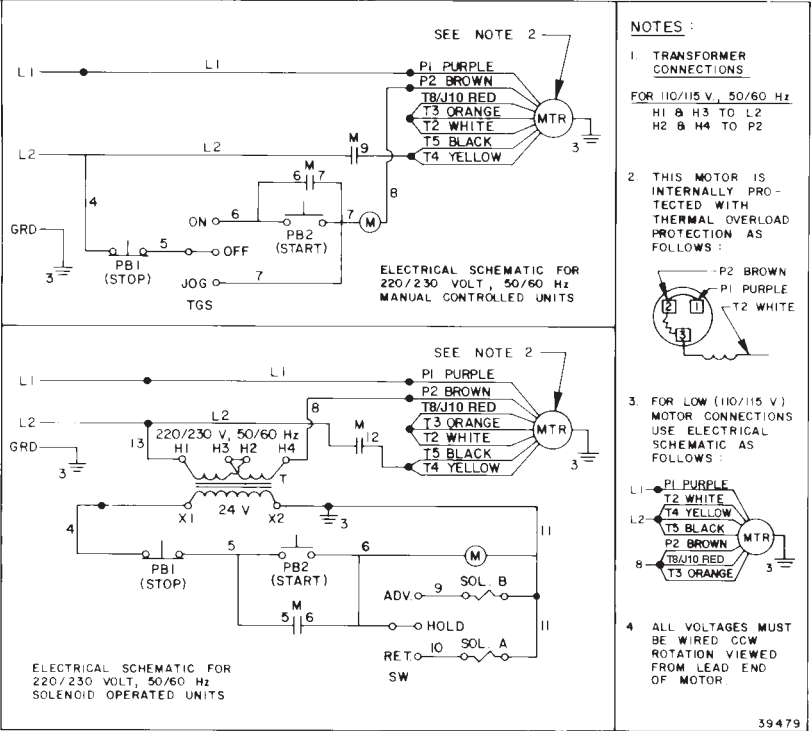 SEE NOTE 2
L1
L1
P1 PURPLE
P2 BROWN
T8/J10 RED
T3 ORANGE
T2 WHITE
T5 BLACK
T4 YELLOW
MTR
3
L2
L2
M
9
4
M
6 7
8
ON
6
7
M
PB2
(START)
GRD
3
PB1
(STOP)
5
OFF
JOG
7
TGS
ELECTRICAL SCHEMATIC FOR
220/230 VOLT, 50/60 Hz
MANUAL CONTROLLED UNITS
SEE NOTE 2
L1
L1
P1 PURPLE
P2 BROWN
T8/J10 RED
T3 ORANGE
T2 WHITE
T5 BLACK
T4 YELLOW
MTR
3
8
L2
L2
M
12
GRD
3
13
220/230 V, 50/60 Hz
H1 H3 H2 H4
T
24 V
X1 X2
3
4
11
PB1
(STOP)
5
PB2
(START)
6
M
M
5 6
ADV.
9
SOL. B
HOLD
11
RET.
10
SOL. A
SW
ELECTRICAL SCHEMATIC FOR
220/230 VOLT, 50/60 Hz
SOLENOID OPERATED UNITS
NOTES :
1. TRANSFORMER
CONNECTIONS
FOR 110/115 V., 50/60 Hz
H1 & H3 TO L2
H2 & H4 TO P2
2. THIS MOTOR IS
INTERNALLY PRO-
TECTED WITH
THERMAL OVERLOAD
PROTECTION AS
FOLLOWS :
P2 BROWN
P1 PURPLE
T2 WHITE
2 1
3
3. FOR LOW (110/115 V)
MOTOR CONNECTIONS
USE ELECTRICAL
SCHEMATIC AS
FOLLOWS :
L1
P1 PURPLE
T2 WHITE
T4 YELLOW
L2
T5 BLACK
P2 BROWN
8
T8/J10 RED
T3 ORANGE
MTR
3
4 ALL VOLTAGES MUST
BE WIRED CCW
ROTATION VIEWED
FROM LEAD END
OF MOTOR.
39479